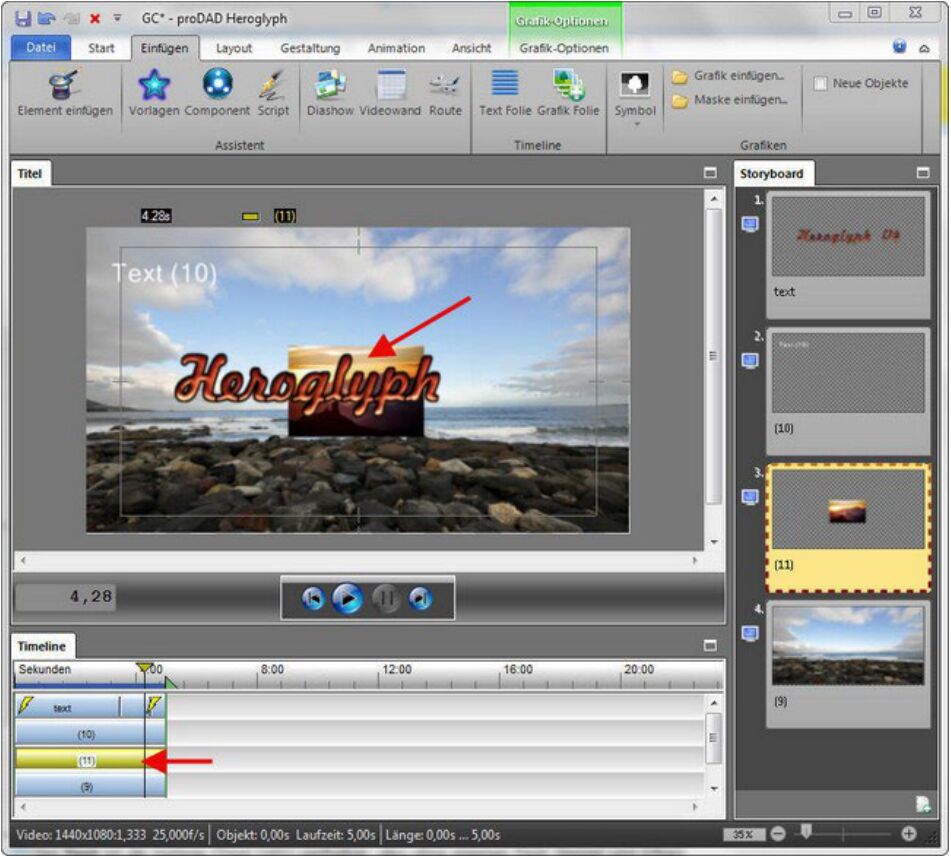 GC* - proDAD Heroglyph
Grafik-Optionen
Datei Start Einfügen Layout Gestaltung Animation Ansicht Grafik-Optionen
Element einfügen Vorlagen Component Script Diashow Videowand Route Text Folie Grafik Folie Symbol
Grafik einfügen...
Maske einfügen...
Neue Objekte
Assistent Timeline Grafiken
Titel
4.28s (11)
Text (10)
Heroglyph
4,28
Storyboard
1.
text
2.
Text (10)
(10)
3.
(11)
4.
(9)
Timeline
Sekunden 8:00 12:00 16:00 20:00
text
(10)
(11)
(9)
Video: 1440x1080:1,333 25,000f/s Objekt: 0,00s Laufzeit: 5,00s Länge: 0,00s ... 5,00s 35%